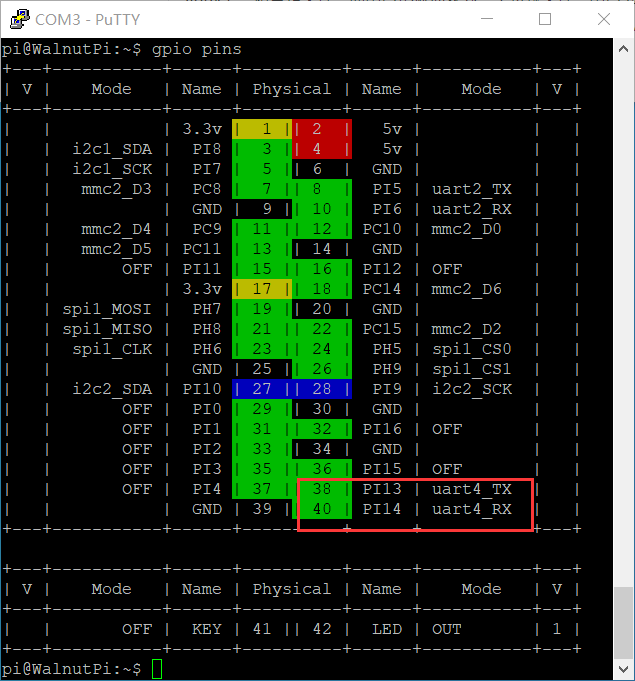 COM3 - PuTTY
pi@WalnutPi:~$ gpio pins
+---+-----------+------+----------+------+-----------+---+
| V |    Mode   | Name | Physical | Name |    Mode   | V |
+---+-----------+------+----------+------+-----------+---+
|   |           | 3.3v |  1 || 2  |  5v  |           |   |
|   |  i2c1_SDA |  PI8 |  3 || 4  |  5v  |           |   |
|   |  i2c1_SCK |  PI7 |  5 || 6  | GND  |           |   |
|   |   mmc2_D3 |  PC8 |  7 || 8  | PI5  | uart2_TX  |   |
|   |           |  GND |  9 || 10 | PI6  | uart2_RX  |   |
|   |   mmc2_D4 |  PC9 | 11 || 12 | PC10 | mmc2_D0   |   |
|   |   mmc2_D5 | PC11 | 13 || 14 | GND  |           |   |
|   |       OFF | PI11 | 15 || 16 | PI12 | OFF       |   |
|   |           | 3.3v | 17 || 18 | PC14 | mmc2_D6   |   |
|   | spi1_MOSI |  PH7 | 19 || 20 | GND  |           |   |
|   | spi1_MISO |  PH8 | 21 || 22 | PC15 | mmc2_D2   |   |
|   |  spi1_CLK |  PH6 | 23 || 24 | PH5  | spi1_CS0  |   |
|   |           |  GND | 25 || 26 | PH9  | spi1_CS1  |   |
|   |  i2c2_SDA | PI10 | 27 || 28 | PI9  | i2c2_SCK  |   |
|   |       OFF |  PI0 | 29 || 30 | GND  |           |   |
|   |       OFF |  PI1 | 31 || 32 | PI16 | OFF       |   |
|   |       OFF |  PI2 | 33 || 34 | GND  |           |   |
|   |       OFF |  PI3 | 35 || 36 | PI15 | OFF       |   |
|   |       OFF |  PI4 | 37 || 38 | PI13 | uart4_TX  |   |
|   |           |  GND | 39 || 40 | PI14 | uart4_RX  |   |
+---+-----------+------+----------+------+-----------+---+
+---+-----------+------+----------+------+-----------+---+
| V |    Mode   | Name | Physical | Name |    Mode   | V |
+---+-----------+------+----------+------+-----------+---+
|   |       OFF |  KEY | 41 || 42 | LED  | OUT       | 1 |
+---+-----------+------+----------+------+-----------+---+
pi@WalnutPi:~$